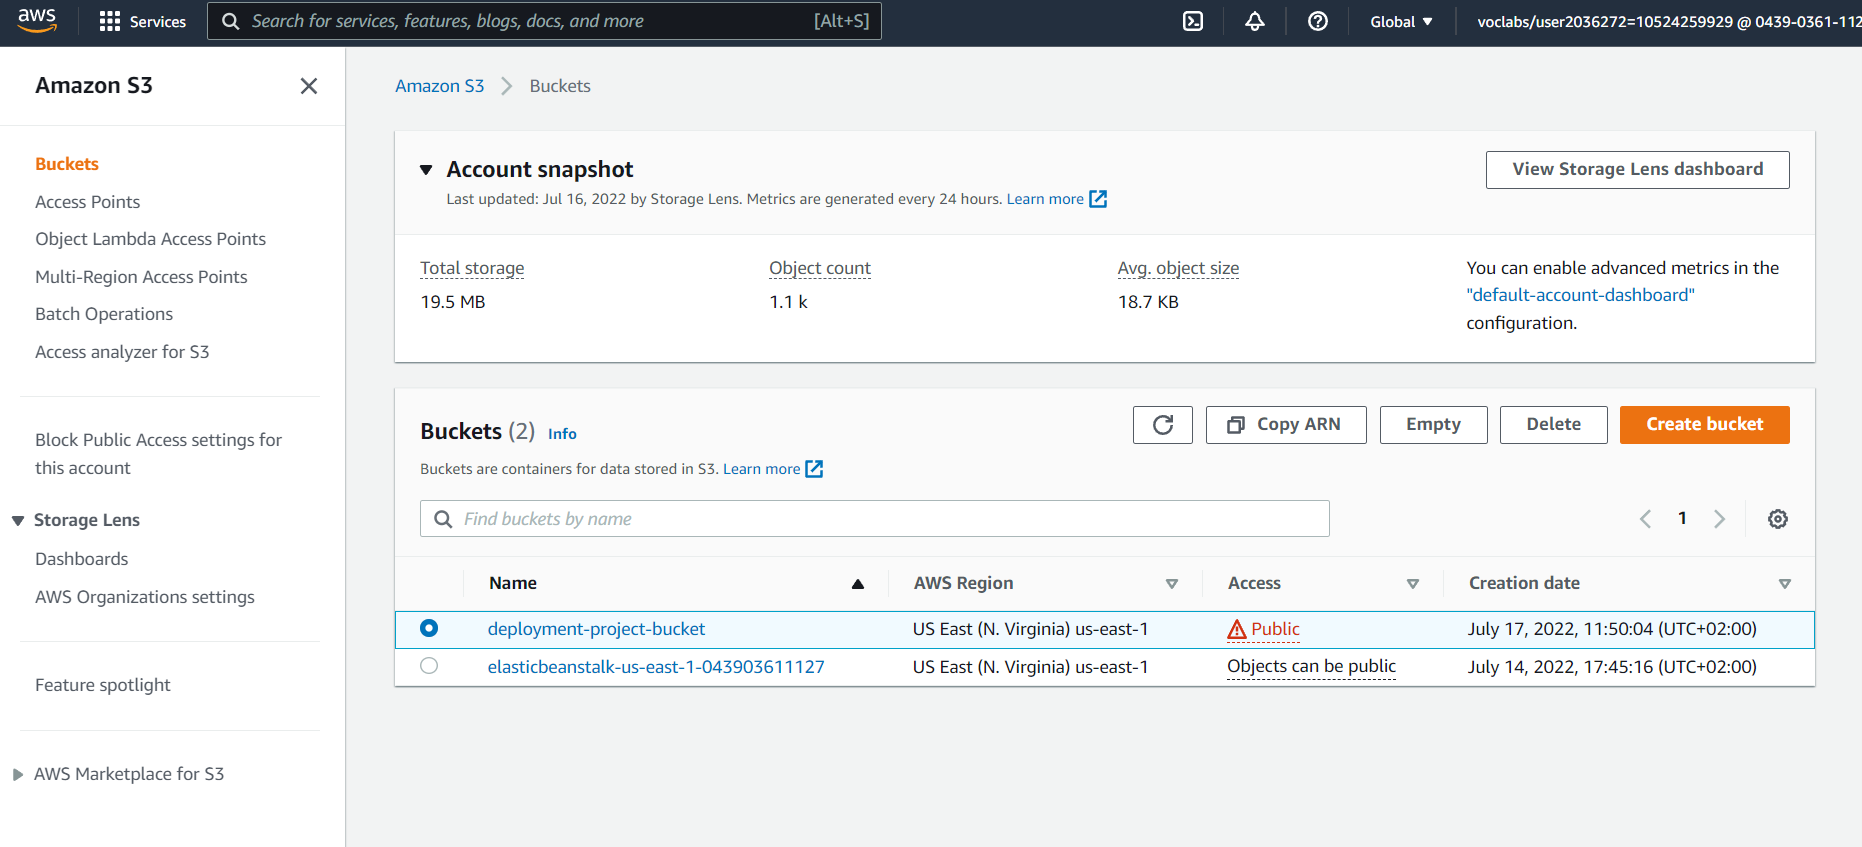 aws
Services
Search for services, features, blogs, docs, and more
[Alt+S]
Global
voclabs/user2036272=10524259929 @ 0439-0361-112
Amazon S3
Buckets
Access Points
Object Lambda Access Points
Multi-Region Access Points
Batch Operations
Access analyzer for S3
Block Public Access settings for
this account
Storage Lens
Dashboards
AWS Organizations settings
Feature spotlight
AWS Marketplace for S3
Amazon S3 Buckets
Account snapshot
Last updated: Jul 16, 2022 by Storage Lens. Metrics are generated every 24 hours. Learn more
View Storage Lens dashboard
Total storage
19.5 MB
Object count
1.1 k
Avg. object size
18.7 KB
You can enable advanced metrics in the
"default-account-dashboard"
configuration.
Buckets (2) Info
Buckets are containers for data stored in S3. Learn more
Copy ARN
Empty
Delete
Create bucket
Find buckets by name
1
Name AWS Region Access Creation date
deployment-project-bucket US East (N. Virginia) us-east-1 Public July 17, 2022, 11:50:04 (UTC+02:00)
elasticbeanstalk-us-east-1-043903611127 US East (N. Virginia) us-east-1 Objects can be public July 14, 2022, 17:45:16 (UTC+02:00)